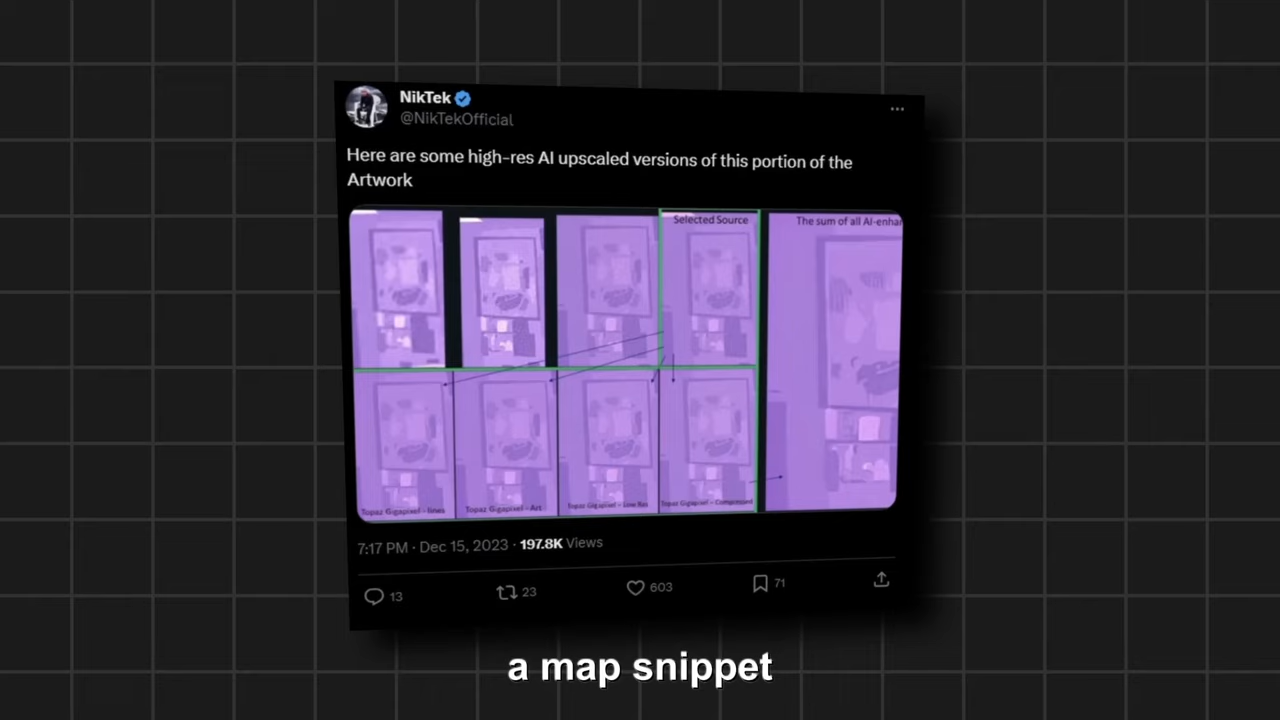 NikTek
@NikTekOfficial
Here are some high-res AI upscaled versions of this portion of the
Artwork
Selected Source
The sum of all AI-enhan
Topaz Gigapixel - lines
Topaz Gigapixel - Art
Topaz Gigapixel - Low Res
Topaz Gigapixel - Compressed
7:17 PM · Dec 15, 2023 · 197.8K Views
13
23
603
71
a map snippet